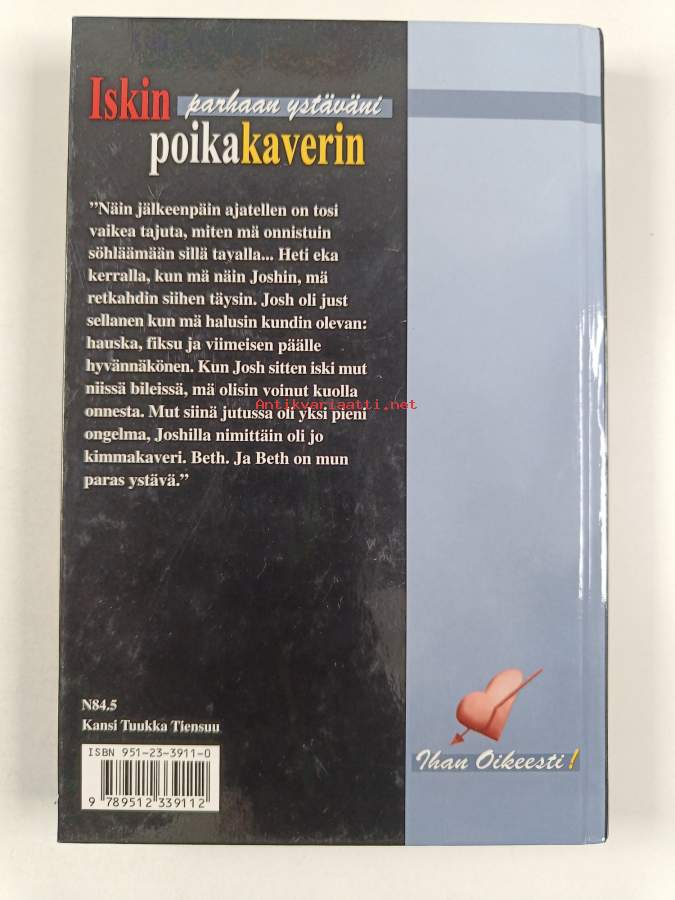 Iskin parhaan ystäväni
poikakaverin
”Näin jälkeenpäin ajatellen on tosi
vaikea tajuta, miten mä onnistuin
söhläämään sillä tavalla... Heti eka
kerralla, kun mä näin Joshin, mä
retkahdin siihen täysin. Josh oli just
sellanen kun mä halusin kundin olevan:
hauska, fiksu ja viimeisen päälle
hyvännäkönen. Kun Josh sitten iski mut
niissä bileissä, mä olisin voinut kuolla
onnesta. Mut siinä jutussa oli yksi pieni
Antikvariaatti.net
ongelma, Joshilla nimittäin oli jo
kimmakaveri. Beth. Ja Beth on mun
paras ystävä.”
N84.5
Kansi Tuukka Tiensuu
ISBN 951-23-3911-0
9 789512 339112
Ihan Oikeesti!